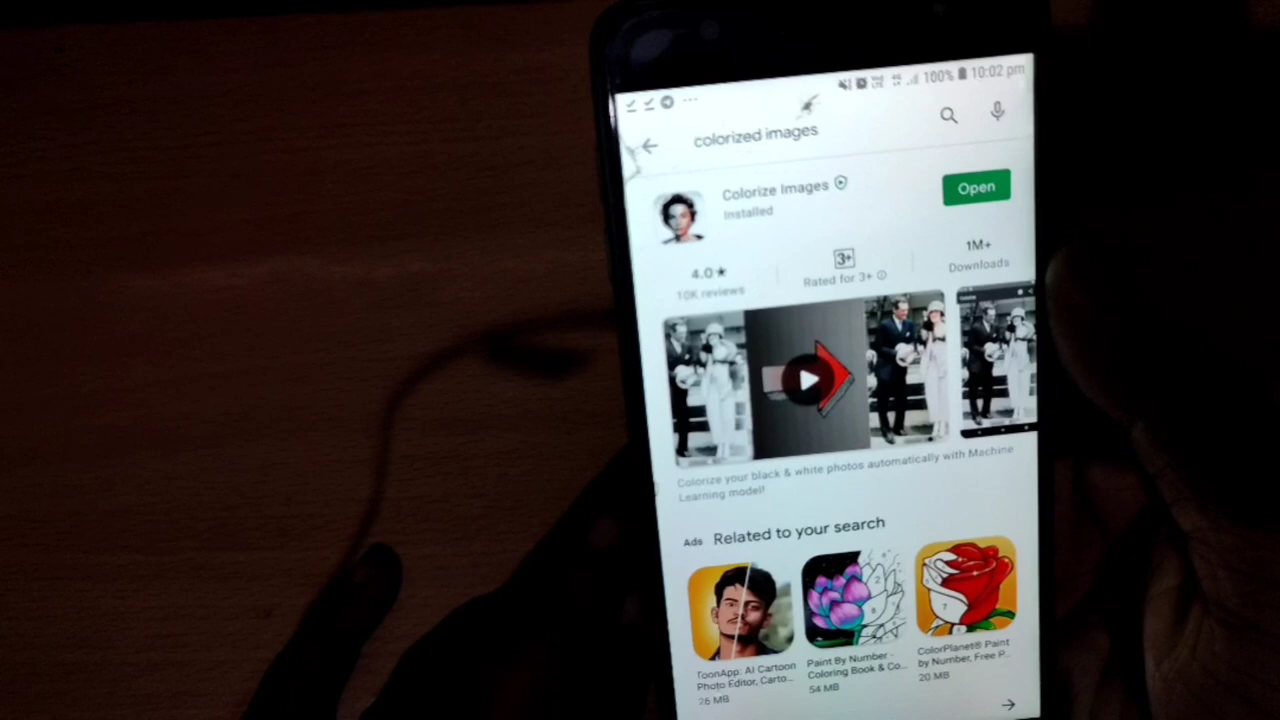 100% 10:02 pm
colorized images
Colorize Images
Installed
Open
4.0★
10K reviews
3+
Rated for 3+
1M+
Downloads
Colorize your black & white photos automatically with Machine
Learning model!
Ads Related to your search
ToonApp: AI Cartoon
Photo Editor, Carto...
26 MB
Paint By Number -
Coloring Book & Co...
54 MB
ColorPlanet® Paint
by Number, Free P...
20 MB